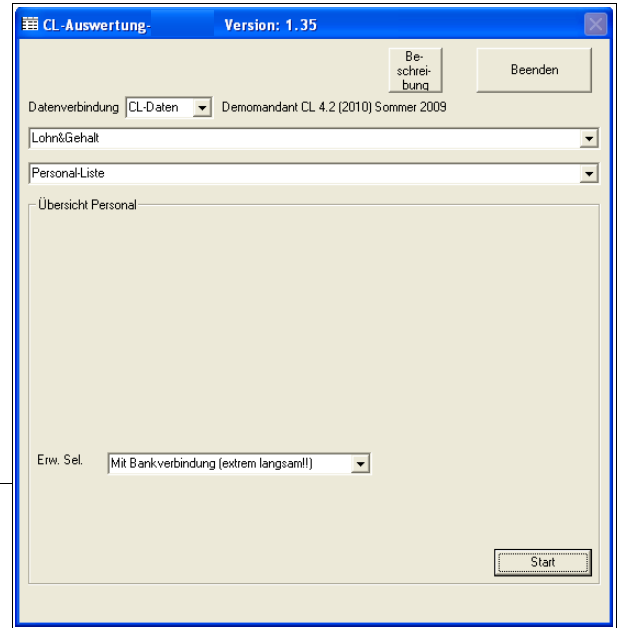 CL-Auswertung- Version: 1.35
Be-
schrei-
bung
Beenden
Datenverbindung CL-Daten Demomandant CL 4.2 (2010) Sommer 2009
Lohn&Gehalt
Personal-Liste
Übersicht Personal
Erw. Sel. Mit Bankverbindung (extrem langsam!!)
Start